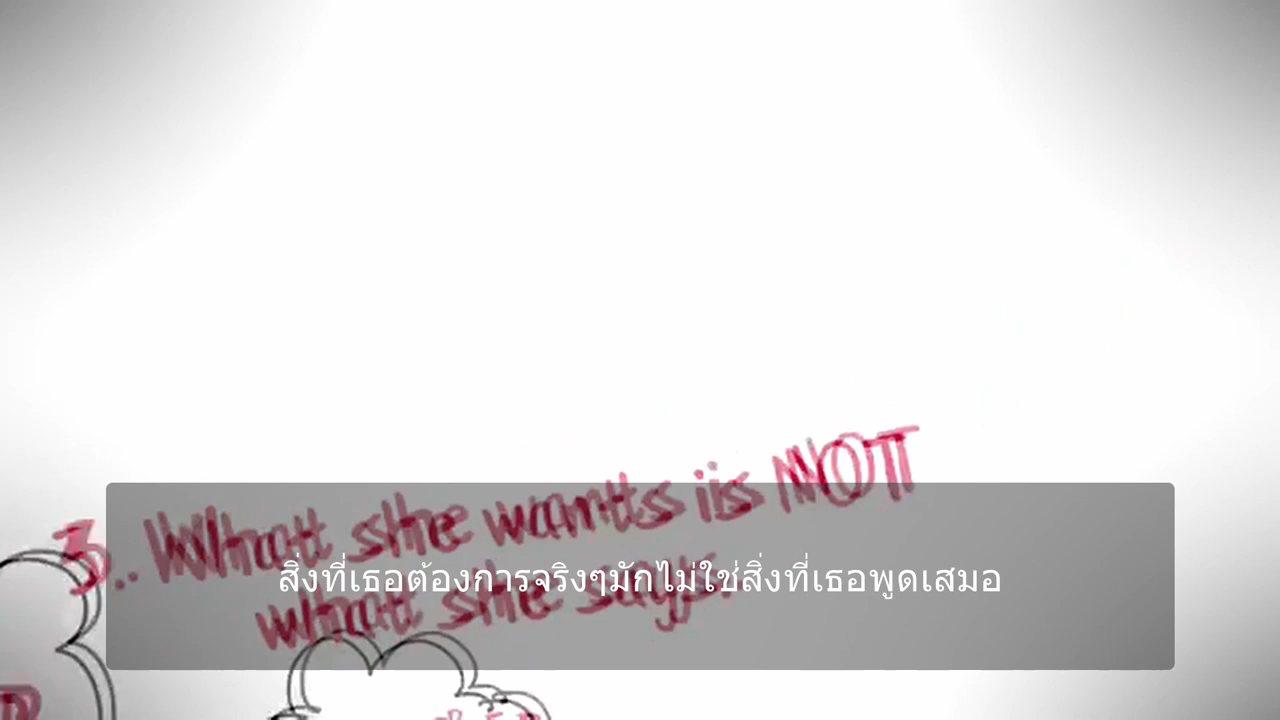 3. What she wants is NOT
what she says.
สิ่งที่เธอต้องการจริงๆมักไม่ใช่สิ่งที่เธอพูดเสมอ